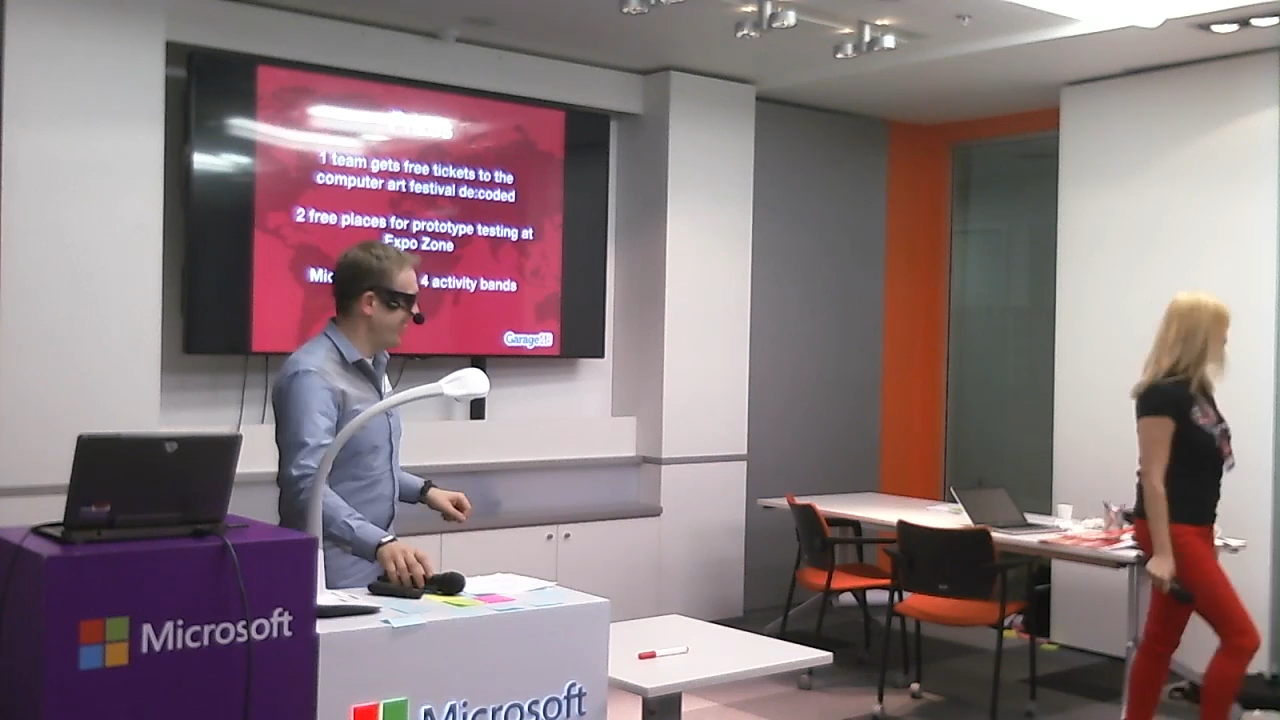 1 team gets free tickets to the
computer art festival de:coded
2 free places for prototype testing at
Expo Zone
4 activity bands
Garage48
Microsoft
Microsoft